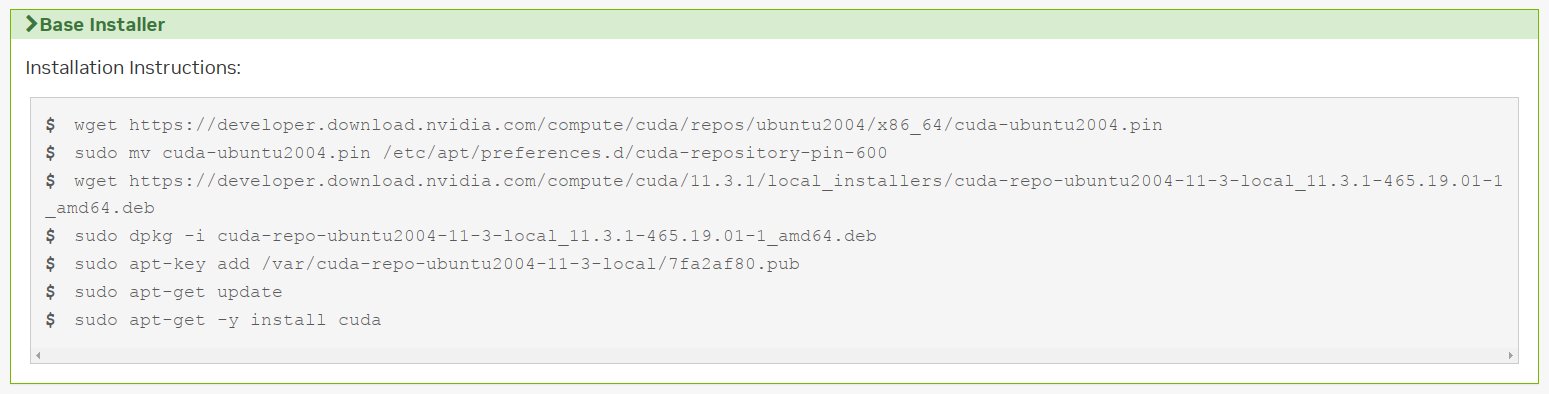 Base Installer
Installation Instructions:
$ wget https://developer.download.nvidia.com/compute/cuda/repos/ubuntu2004/x86_64/cuda-ubuntu2004.pin
$ sudo mv cuda-ubuntu2004.pin /etc/apt/preferences.d/cuda-repository-pin-600
$ wget https://developer.download.nvidia.com/compute/cuda/11.3.1/local_installers/cuda-repo-ubuntu2004-11-3-local_11.3.1-465.19.01-1
_amd64.deb
$ sudo dpkg -i cuda-repo-ubuntu2004-11-3-local_11.3.1-465.19.01-1_amd64.deb
$ sudo apt-key add /var/cuda-repo-ubuntu2004-11-3-local/7fa2af80.pub
$ sudo apt-get update
$ sudo apt-get -y install cuda